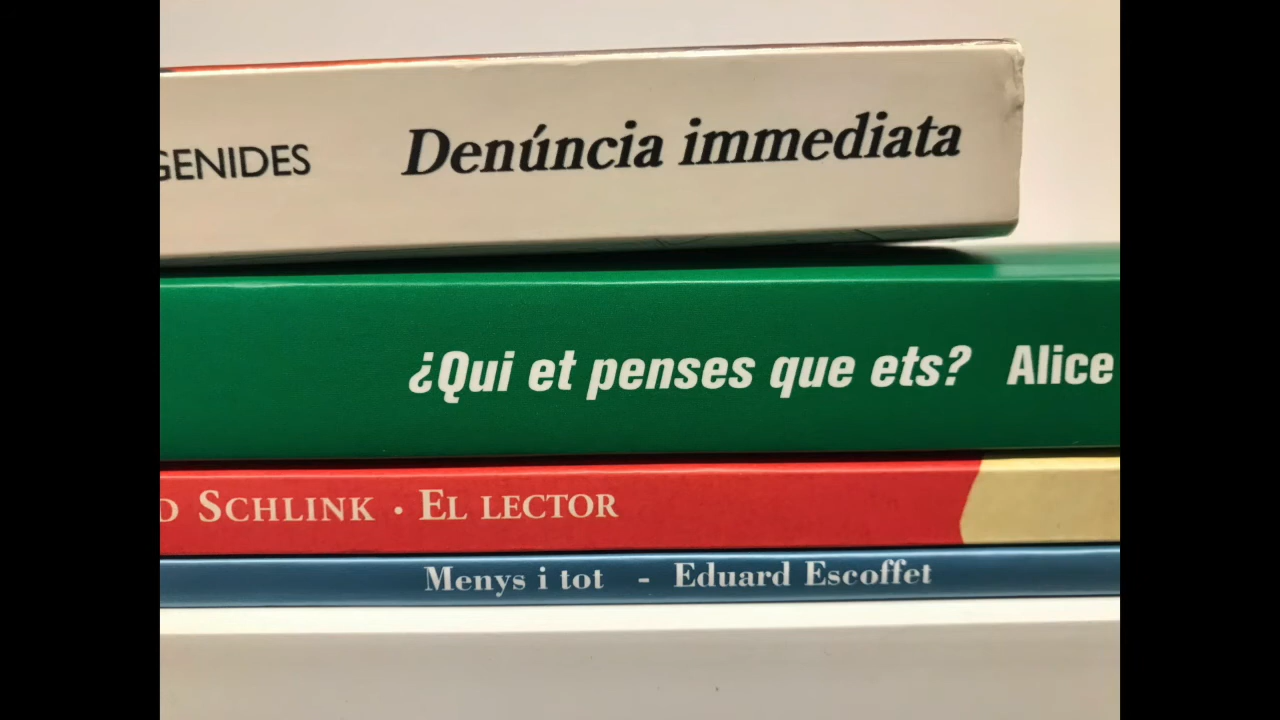 GENIDES Denúncia immediata
¿Qui et penses que ets? Alice
D SCHLINK · EL LECTOR
Menys i tot - Eduard Escoffet